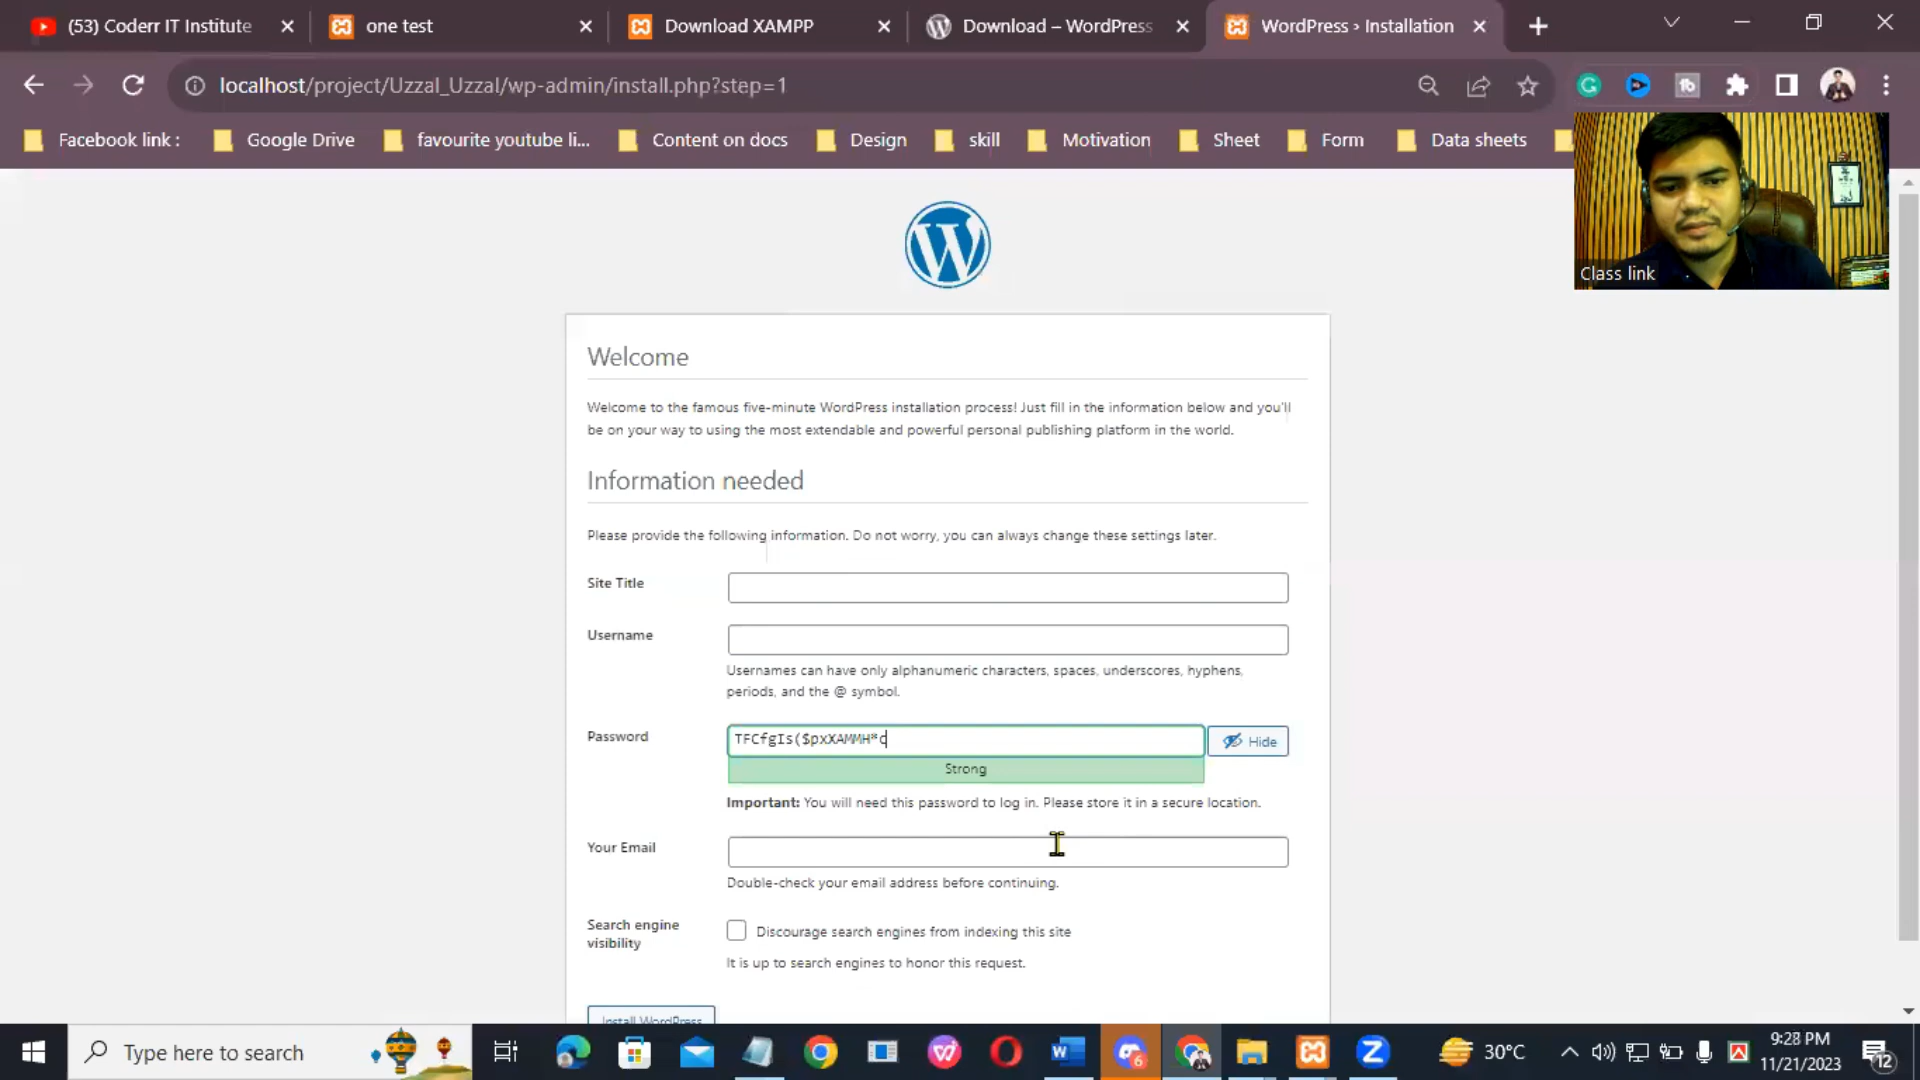 (53) Coderr IT Institute
one test
Download XAMPP
Download – WordPress
WordPress › Installation
localhost/project/Uzzal_Uzzal/wp-admin/install.php?step=1
Facebook link :
Google Drive
favourite youtube li...
Content on docs
Design
skill
Motivation
Sheet
Form
Data sheets
Class link
Welcome
Welcome to the famous five-minute WordPress installation process! Just fill in the information below and you'll
be on your way to using the most extendable and powerful personal publishing platform in the world.
Information needed
Please provide the following information. Do not worry, you can always change these settings later.
Site Title
Username
Usernames can have only alphanumeric characters, spaces, underscores, hyphens,
periods, and the @ symbol.
Password
TFCfgIs($pxXAMMH*c
Hide
Strong
Important: You will need this password to log in. Please store it in a secure location.
Your Email
Double-check your email address before continuing.
Search engine
visibility
Discourage search engines from indexing this site
It is up to search engines to honor this request.
Install WordPress
Type here to search
30°C
9:28 PM
11/21/2023
12